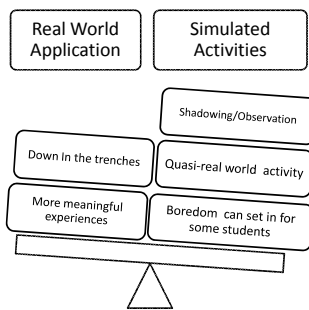 Real World
Application
Simulated
Activities
Shadowing/Observation
Down in the trenches
Quasi-real world activity
More meaningful
experiences
Boredom can set in for
some students